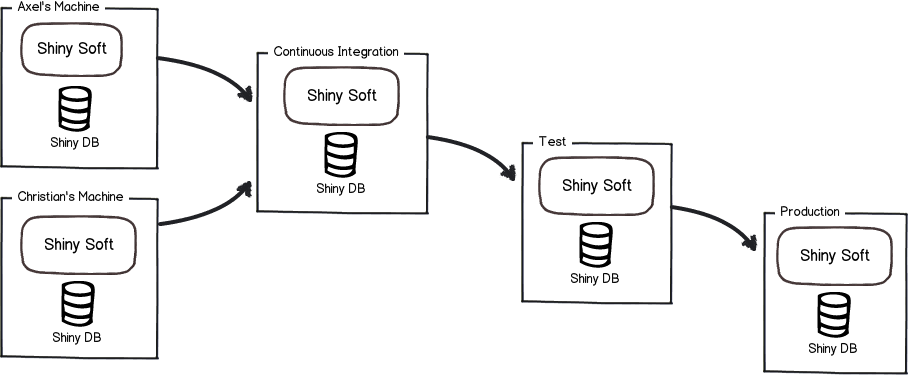 Axel's Machine
Shiny Soft
Shiny DB
Christian's Machine
Shiny Soft
Shiny DB
Continuous Integration
Shiny Soft
Shiny DB
Test
Shiny Soft
Shiny DB
Production
Shiny Soft
Shiny DB